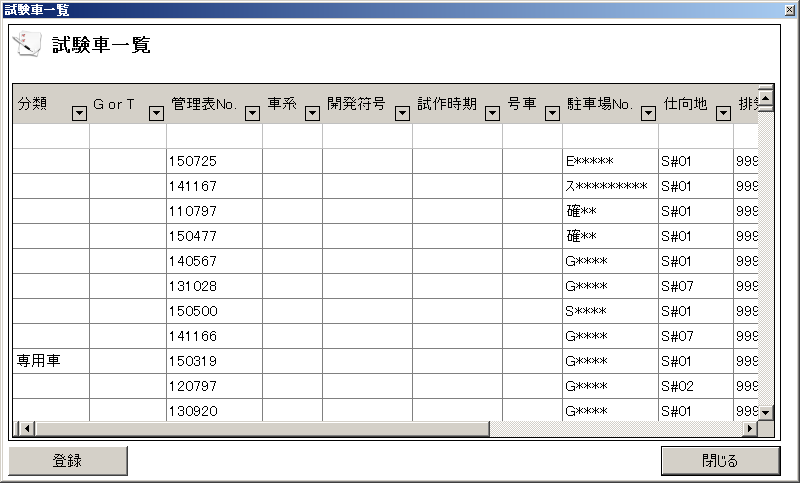 試験車一覧
試験車一覧
分類 G or T 管理表No. 車系 開発符号 試作時期 号車 駐車場No. 仕向地
150725 E***** S#01 999
141167 ス********* S#01 999
110797 確** S#01 999
150477 確** S#01 999
140567 G**** S#01 999
131028 G**** S#07 999
150500 S**** S#01 999
141166 G**** S#07 999
専用車 150319 G**** S#01 999
120797 G**** S#02 999
130920 G**** S#01 999
登録 閉じる